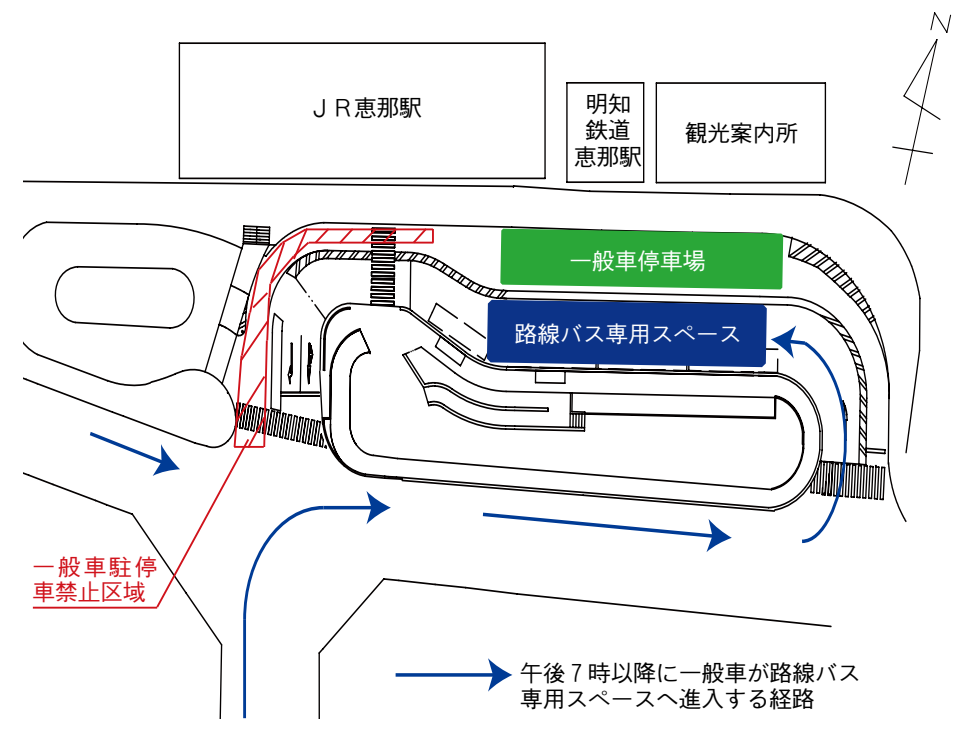 N
ＪＲ恵那駅
明知
鉄道
恵那駅
観光案内所
一般車停車場
路線バス専用スペース
一般車駐停
車禁止区域
午後７時以降に一般車が路線バス
専用スペースへ進入する経路